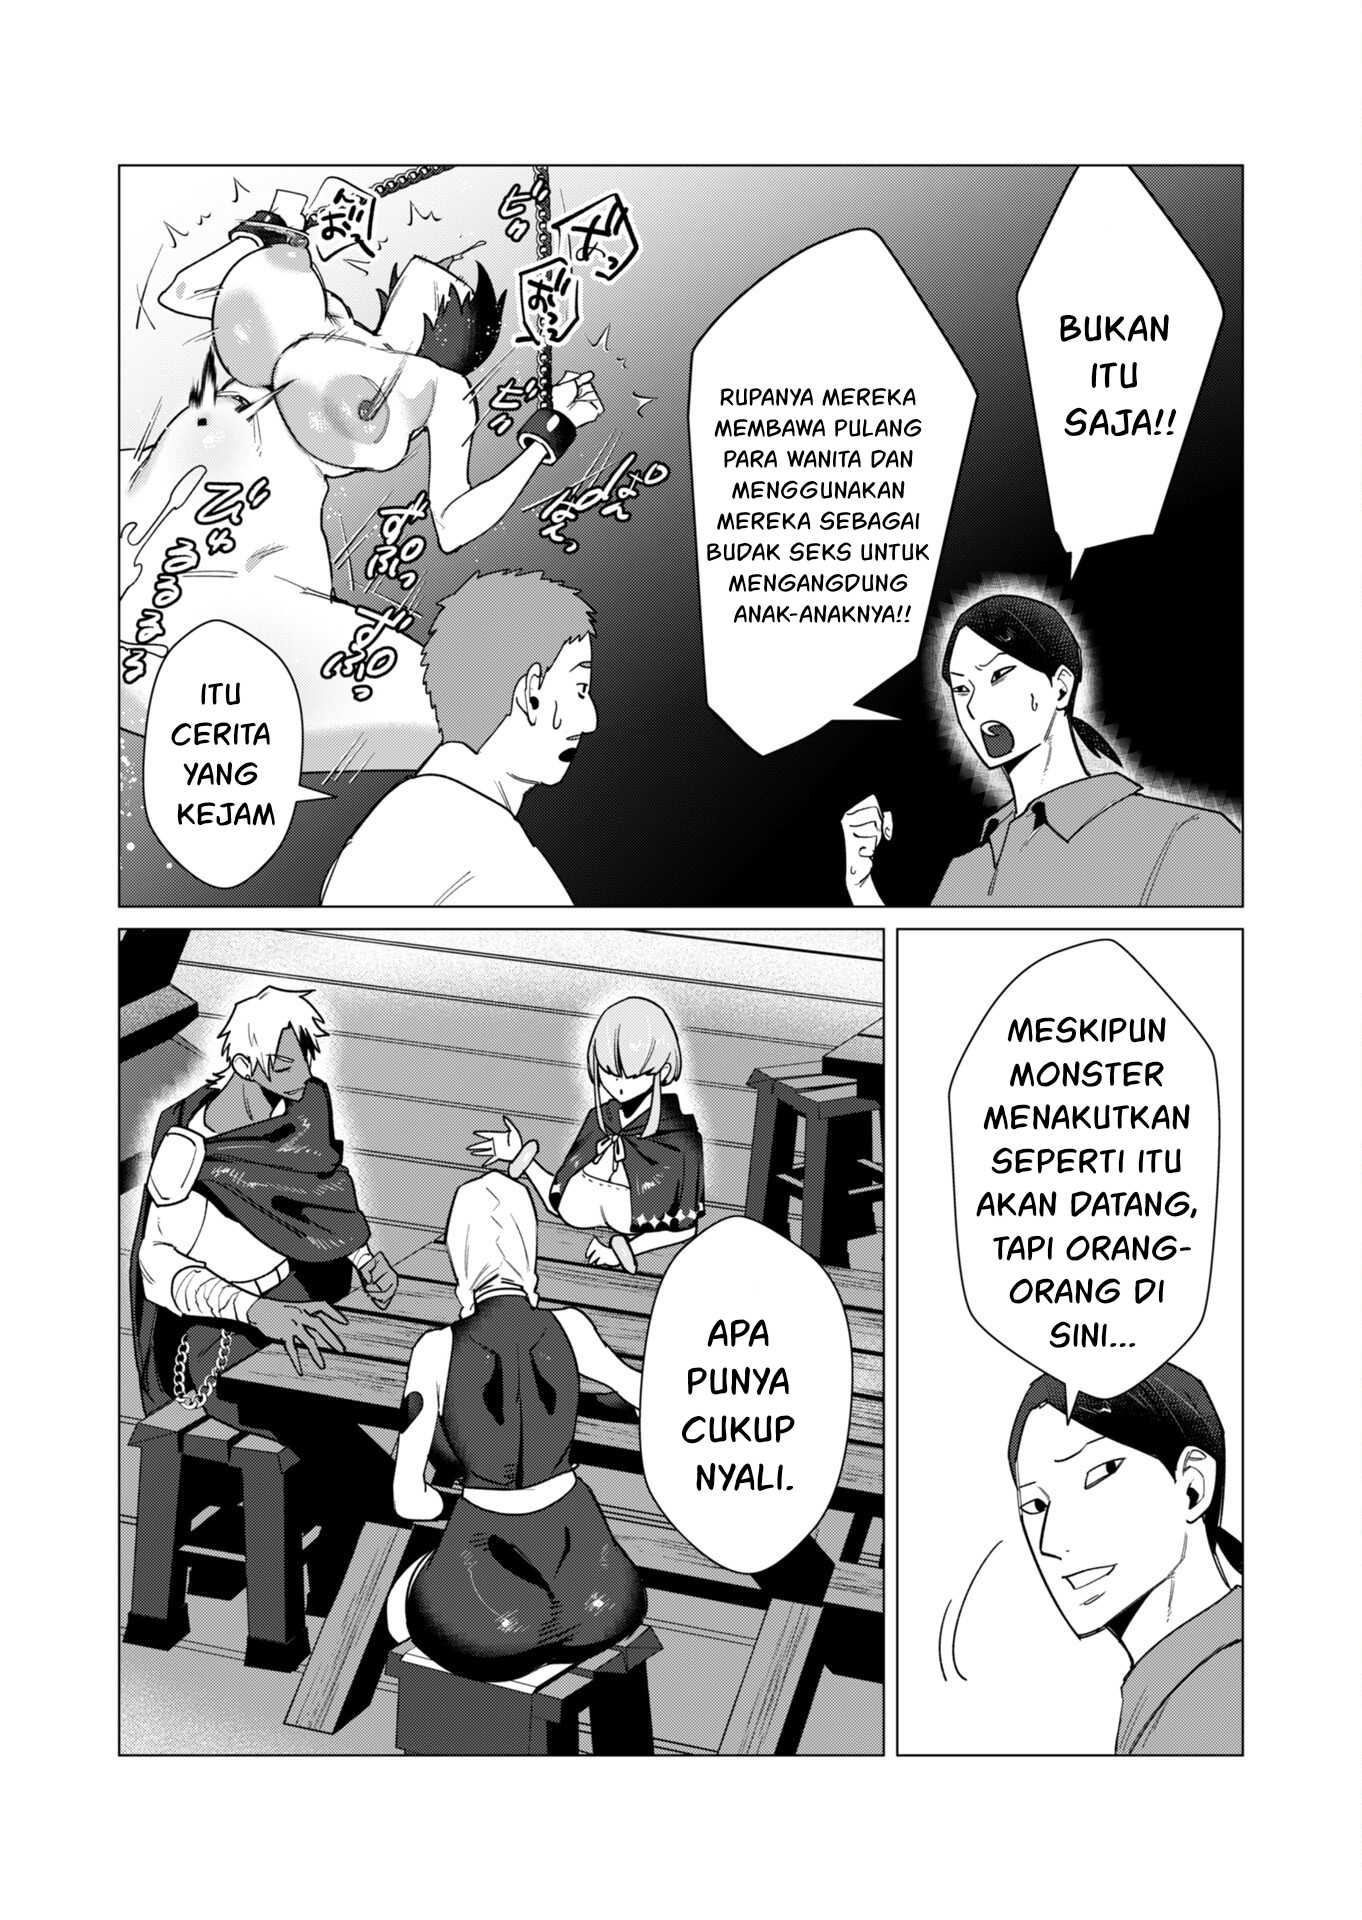 BUKAN
ITU
SAJA!!
RUPANYA MEREKA
MEMBAWA PULANG
PARA WANITA DAN
MENGGUNAKAN
MEREKA SEBAGAI
BUDAK SEKS UNTUK
MENGANGDUNG
ANAK-ANAKNYA!!
ITU
CERITA
YANG
KEJAM
MESKIPUN
MONSTER
MENAKUTKAN
SEPERTI ITU
AKAN DATANG,
TAPI ORANG-
ORANG DI
SINI...
APA
PUNYA
CUKUP
NYALI.